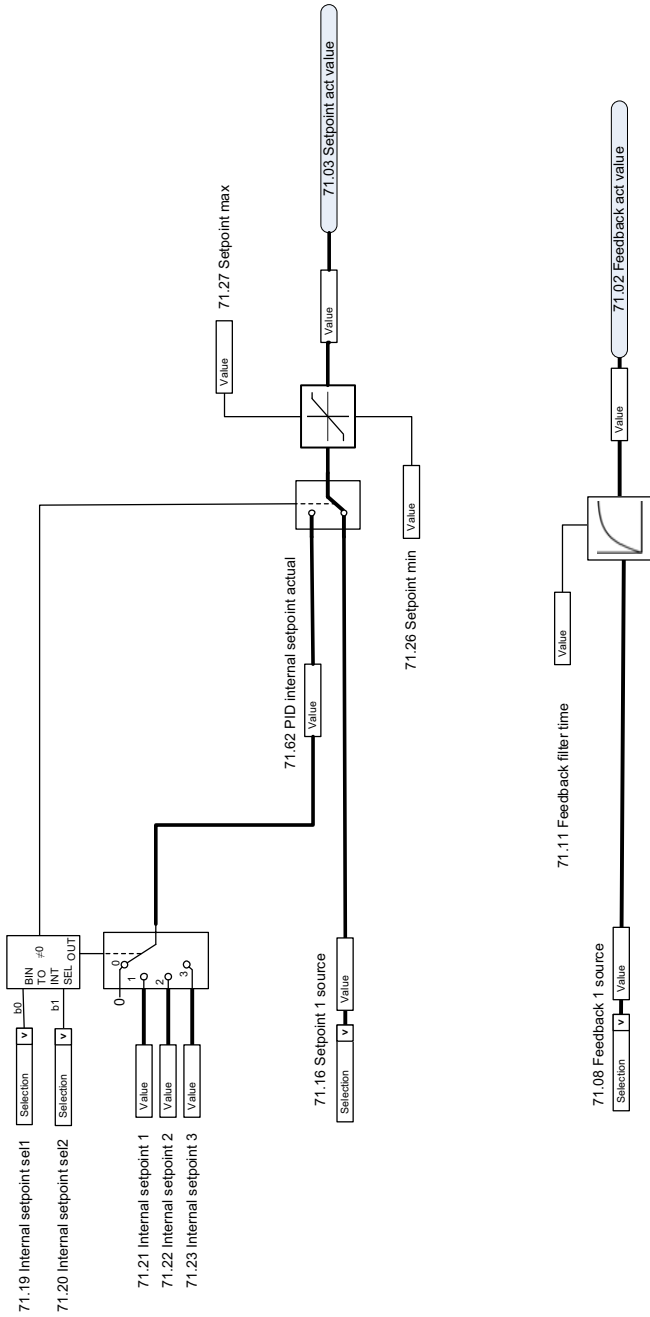 71.19 Internal setpoint sel1
Selection
v
b0
71.20 Internal setpoint sel2
Selection
v
b1
BIN
TO
INT
SEL
≠0
OUT
71.21 Internal setpoint 1
Value
71.22 Internal setpoint 2
Value
71.23 Internal setpoint 3
Value
0
0
1
2
3
71.62 PID internal setpoint actual
Value
71.16 Setpoint 1 source
Selection
v
Value
71.27 Setpoint max
Value
71.26 Setpoint min
Value
Value
71.03 Setpoint act value
71.11 Feedback filter time
Value
71.08 Feedback 1 source
Selection
v
Value
Value
71.02 Feedback act value